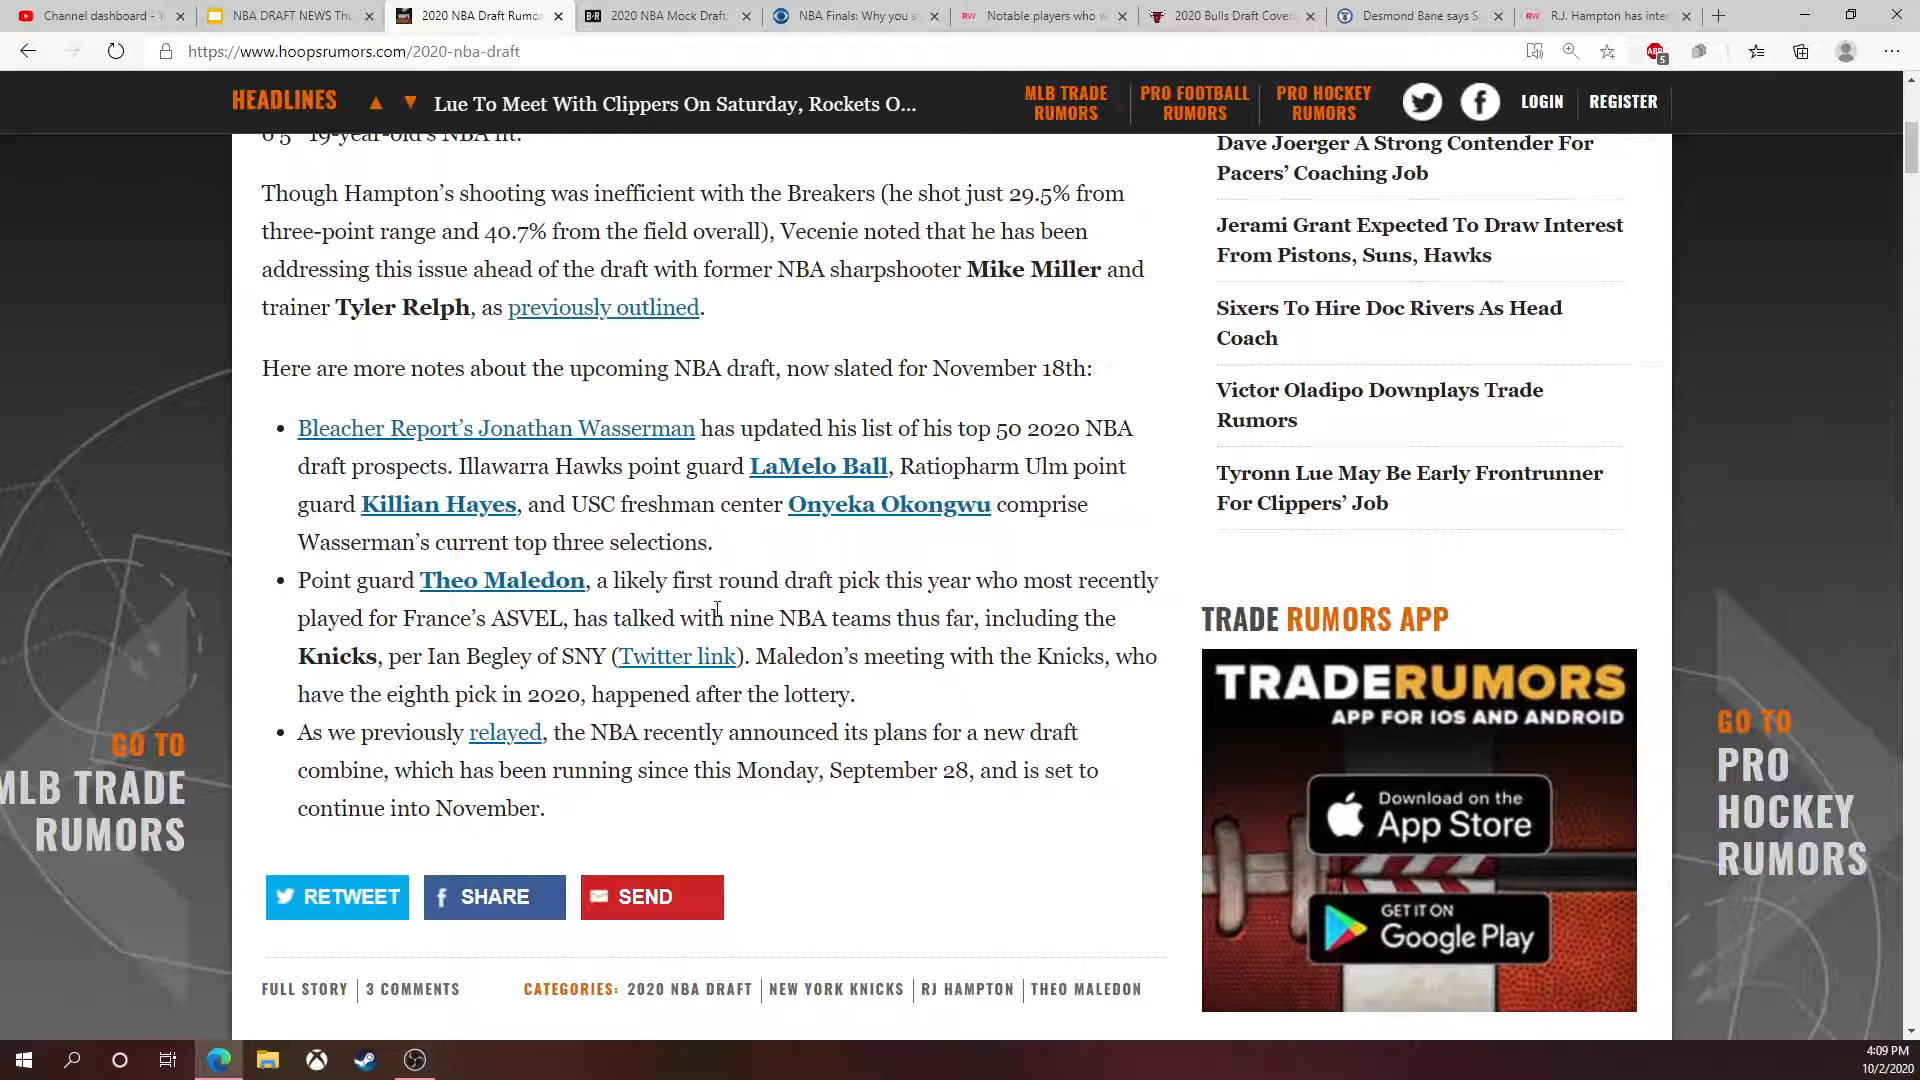 Channel dashboard -
NBA DRAFT NEWS Thu
2020 NBA Draft Rumor
B·R
2020 NBA Mock Draft
NBA Finals: Why you s
RW
Notable players who w
2020 Bulls Draft Cover
Desmond Bane says S
RW
R.J. Hampton has inter
https://www.hoopsrumors.com/2020-nba-draft
ABP
5
HEADLINES
Lue To Meet With Clippers On Saturday, Rockets O...
MLB TRADE
RUMORS
PRO FOOTBALL
RUMORS
PRO HOCKEY
RUMORS
LOGIN
REGISTER
6'5" 19-year-old's NBA fit.
Though Hampton's shooting was inefficient with the Breakers (he shot just 29.5% from
three-point range and 40.7% from the field overall), Vecenie noted that he has been
addressing this issue ahead of the draft with former NBA sharpshooter Mike Miller and
trainer Tyler Relph, as previously outlined.
Here are more notes about the upcoming NBA draft, now slated for November 18th:
• Bleacher Report's Jonathan Wasserman has updated his list of his top 50 2020 NBA
draft prospects. Illawarra Hawks point guard LaMelo Ball, Ratiopharm Ulm point
guard Killian Hayes, and USC freshman center Onyeka Okongwu comprise
Wasserman's current top three selections.
• Point guard Theo Maledon, a likely first round draft pick this year who most recently
played for France's ASVEL, has talked with nine NBA teams thus far, including the
Knicks, per Ian Begley of SNY (Twitter link). Maledon's meeting with the Knicks, who
have the eighth pick in 2020, happened after the lottery.
• As we previously relayed, the NBA recently announced its plans for a new draft
combine, which has been running since this Monday, September 28, and is set to
continue into November.
RETWEET
SHARE
SEND
FULL STORY
3 COMMENTS
CATEGORIES: 2020 NBA DRAFT
NEW YORK KNICKS
RJ HAMPTON
THEO MALEDON
Dave Joerger A Strong Contender For
Pacers' Coaching Job
Jerami Grant Expected To Draw Interest
From Pistons, Suns, Hawks
Sixers To Hire Doc Rivers As Head
Coach
Victor Oladipo Downplays Trade
Rumors
Tyronn Lue May Be Early Frontrunner
For Clippers' Job
TRADE RUMORS APP
TRADERUMORS
APP FOR IOS AND ANDROID
Download on the
App Store
GET IT ON
Google Play
GO TO
MLB TRADE
RUMORS
GO TO
PRO
HOCKEY
RUMORS
4:09 PM
10/2/2020